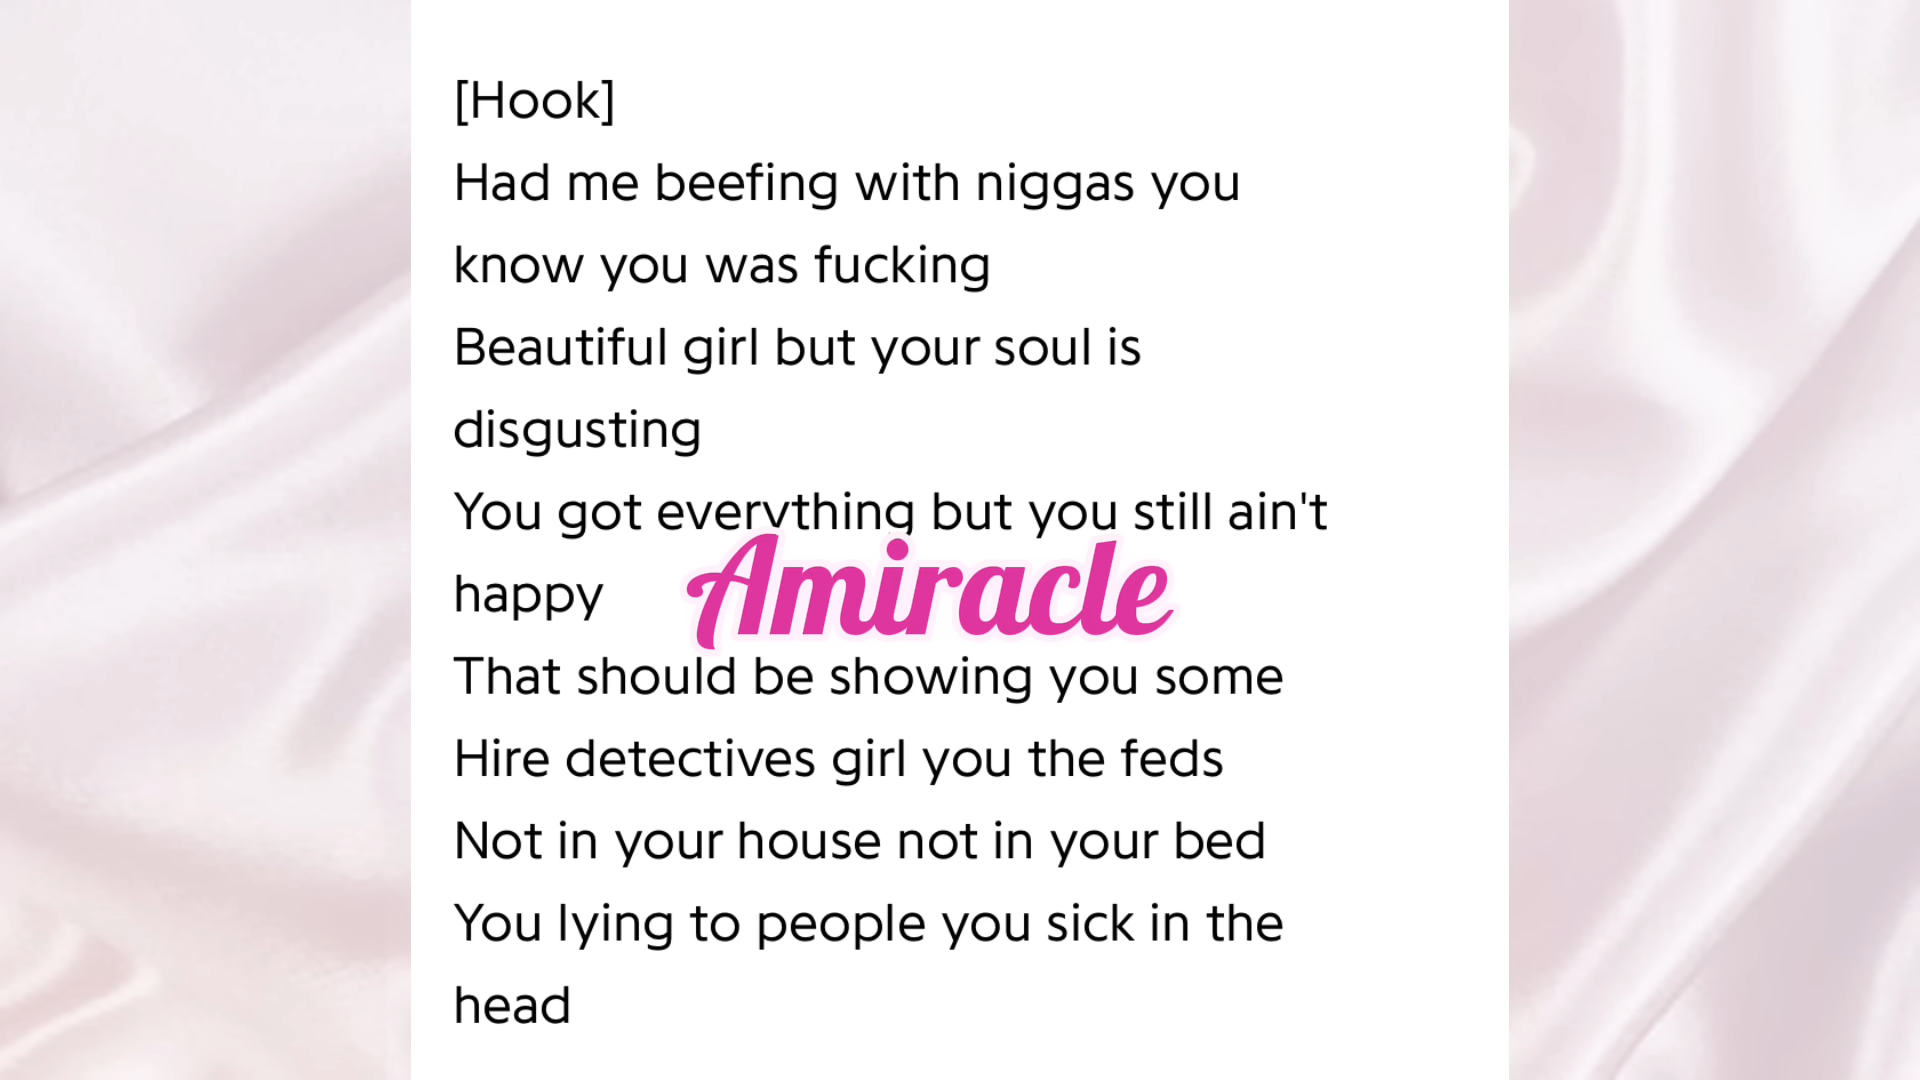 [Hook]
Had me beefing with niggas you
know you was fucking
Beautiful girl but your soul is
disgusting
You got everything but you still ain't
happy
Amiracle
That should be showing you some
Hire detectives girl you the feds
Not in your house not in your bed
You lying to people you sick in the
head